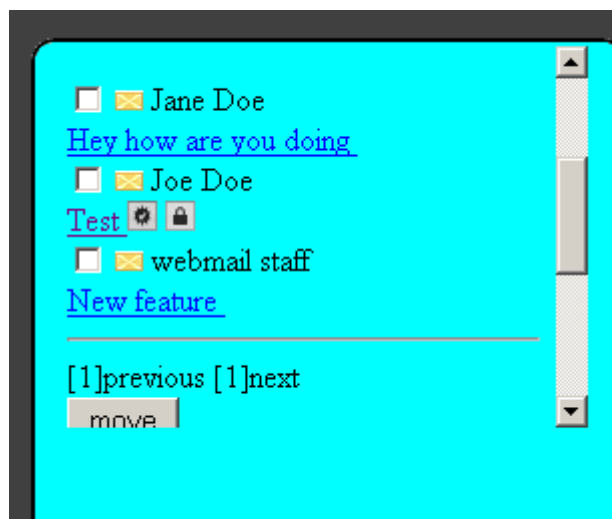 Jane Doe
Hey how are you doing
Joe Doe
Test
webmail staff
New feature
[1]previous [1]next
move